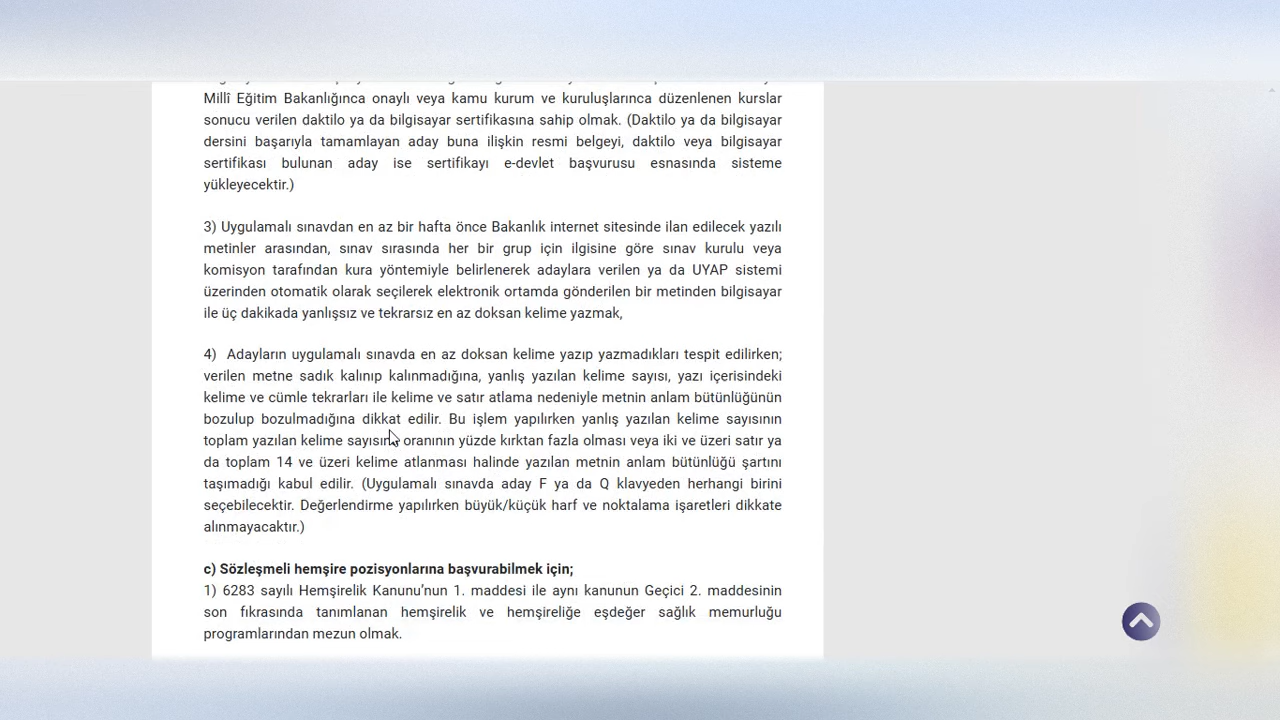 Millî Eğitim Bakanlığınca onaylı veya kamu kurum ve kuruluşlarınca düzenlenen kurslar
sonucu verilen daktilo ya da bilgisayar sertifikasına sahip olmak. (Daktilo ya da bilgisayar
dersini başarıyla tamamlayan aday buna ilişkin resmi belgeyi, daktilo veya bilgisayar
sertifikası bulunan aday ise sertifikayı e-devlet başvurusu esnasında sisteme
yükleyecektir.)
3) Uygulamalı sınavdan en az bir hafta önce Bakanlık internet sitesinde ilan edilecek yazılı
metinler arasından, sınav sırasında her bir grup için ilgisine göre sınav kurulu veya
komisyon tarafından kura yöntemiyle belirlenerek adaylara verilen ya da UYAP sistemi
üzerinden otomatik olarak seçilerek elektronik ortamda gönderilen bir metinden bilgisayar
ile üç dakikada yanlışsız ve tekrarsız en az doksan kelime yazmak,
4) Adayların uygulamalı sınavda en az doksan kelime yazıp yazmadıkları tespit edilirken;
verilen metne sadık kalınıp kalınmadığına, yanlış yazılan kelime sayısı, yazı içerisindeki
kelime ve cümle tekrarları ile kelime ve satır atlama nedeniyle metnin anlam bütünlüğünün
bozulup bozulmadığına dikkat edilir. Bu işlem yapılırken yanlış yazılan kelime sayısının
toplam yazılan kelime sayısına oranının yüzde kırktan fazla olması veya iki ve üzeri satır ya
da toplam 14 ve üzeri kelime atlanması halinde yazılan metnin anlam bütünlüğü şartını
taşımadığı kabul edilir. (Uygulamalı sınavda aday F ya da Q klavyeden herhangi birini
seçebilecektir. Değerlendirme yapılırken büyük/küçük harf ve noktalama işaretleri dikkate
alınmayacaktır.)
c) Sözleşmeli hemşire pozisyonlarına başvurabilmek için;
1) 6283 sayılı Hemşirelik Kanunu’nun 1. maddesi ile aynı kanunun Geçici 2. maddesinin
son fıkrasında tanımlanan hemşirelik ve hemşireliğe eşdeğer sağlık memurluğu
programlarından mezun olmak.